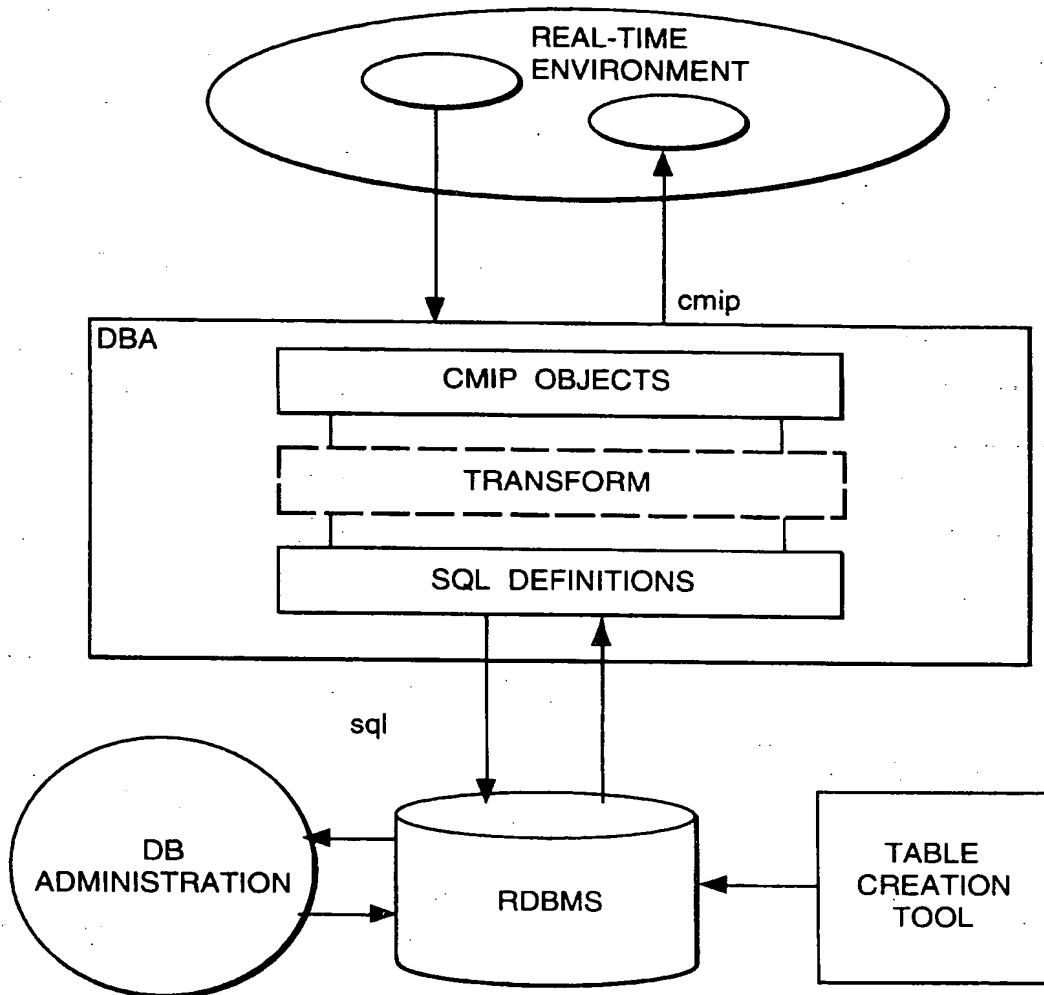 REAL-TIME
ENVIRONMENT
cmip
DBA
CMIP OBJECTS
TRANSFORM
SQL DEFINITIONS
sql
DB
ADMINISTRATION
RDBMS
TABLE
CREATION
TOOL